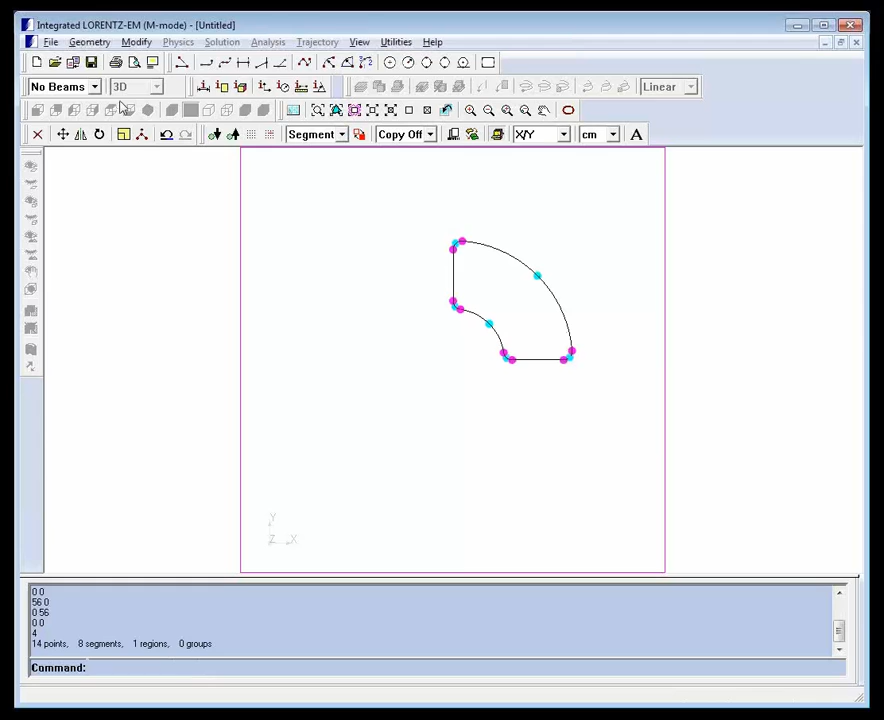 Integrated LORENTZ-EM (M-mode) - [Untitled]
File Geometry Modify Physics Solution Analysis Trajectory View Utilities Help
No Beams 3D Linear
Segment Copy Off X/Y cm A
Y
Z X
0 0
56 0
0 56
0 0
4
14 points, 8 segments, 1 regions, 0 groups
Command: